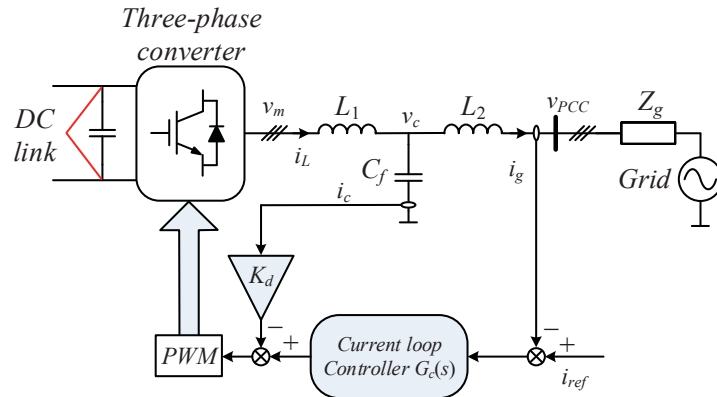 Three-phase
converter
DC
link
v_m
i_L
L_1
v_c
L_2
v_PCC
Z_g
i_g
Grid
C_f
i_c
K_d
−
+
PWM
Current loop
Controller G_c(s)
−
+
i_ref